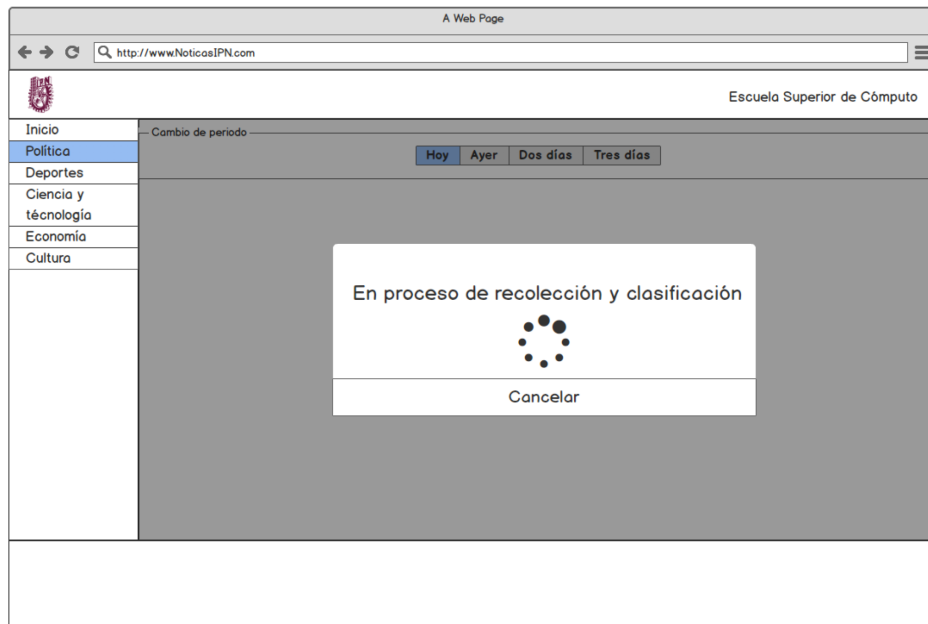 A Web Page
http://www.NoticasIPN.com
IPN
Escuela Superior de Cómputo
Inicio
Política
Deportes
Ciencia y
técnología
Economía
Cultura
Cambio de periodo
Hoy Ayer Dos días Tres días
En proceso de recolección y clasificación
Cancelar